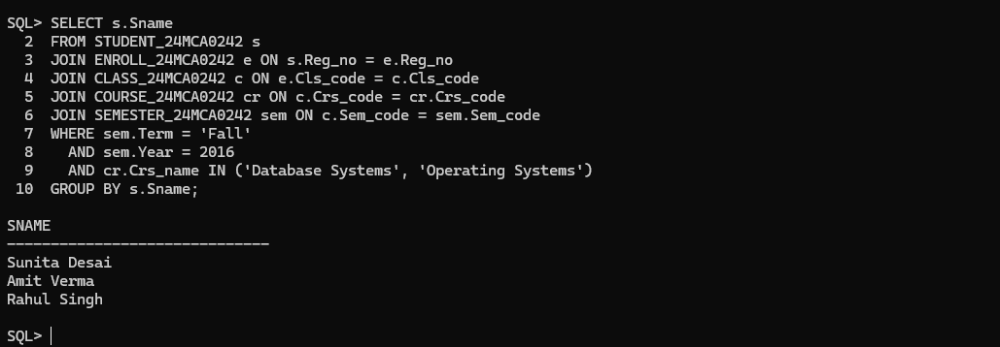 SQL> SELECT s.Sname
  2  FROM STUDENT_24MCA0242 s
  3  JOIN ENROLL_24MCA0242 e ON s.Reg_no = e.Reg_no
  4  JOIN CLASS_24MCA0242 c ON e.Cls_code = c.Cls_code
  5  JOIN COURSE_24MCA0242 cr ON c.Crs_code = cr.Crs_code
  6  JOIN SEMESTER_24MCA0242 sem ON c.Sem_code = sem.Sem_code
  7  WHERE sem.Term = 'Fall'
  8    AND sem.Year = 2016
  9    AND cr.Crs_name IN ('Database Systems', 'Operating Systems')
 10  GROUP BY s.Sname;
SNAME
------------------------------
Sunita Desai
Amit Verma
Rahul Singh
SQL>